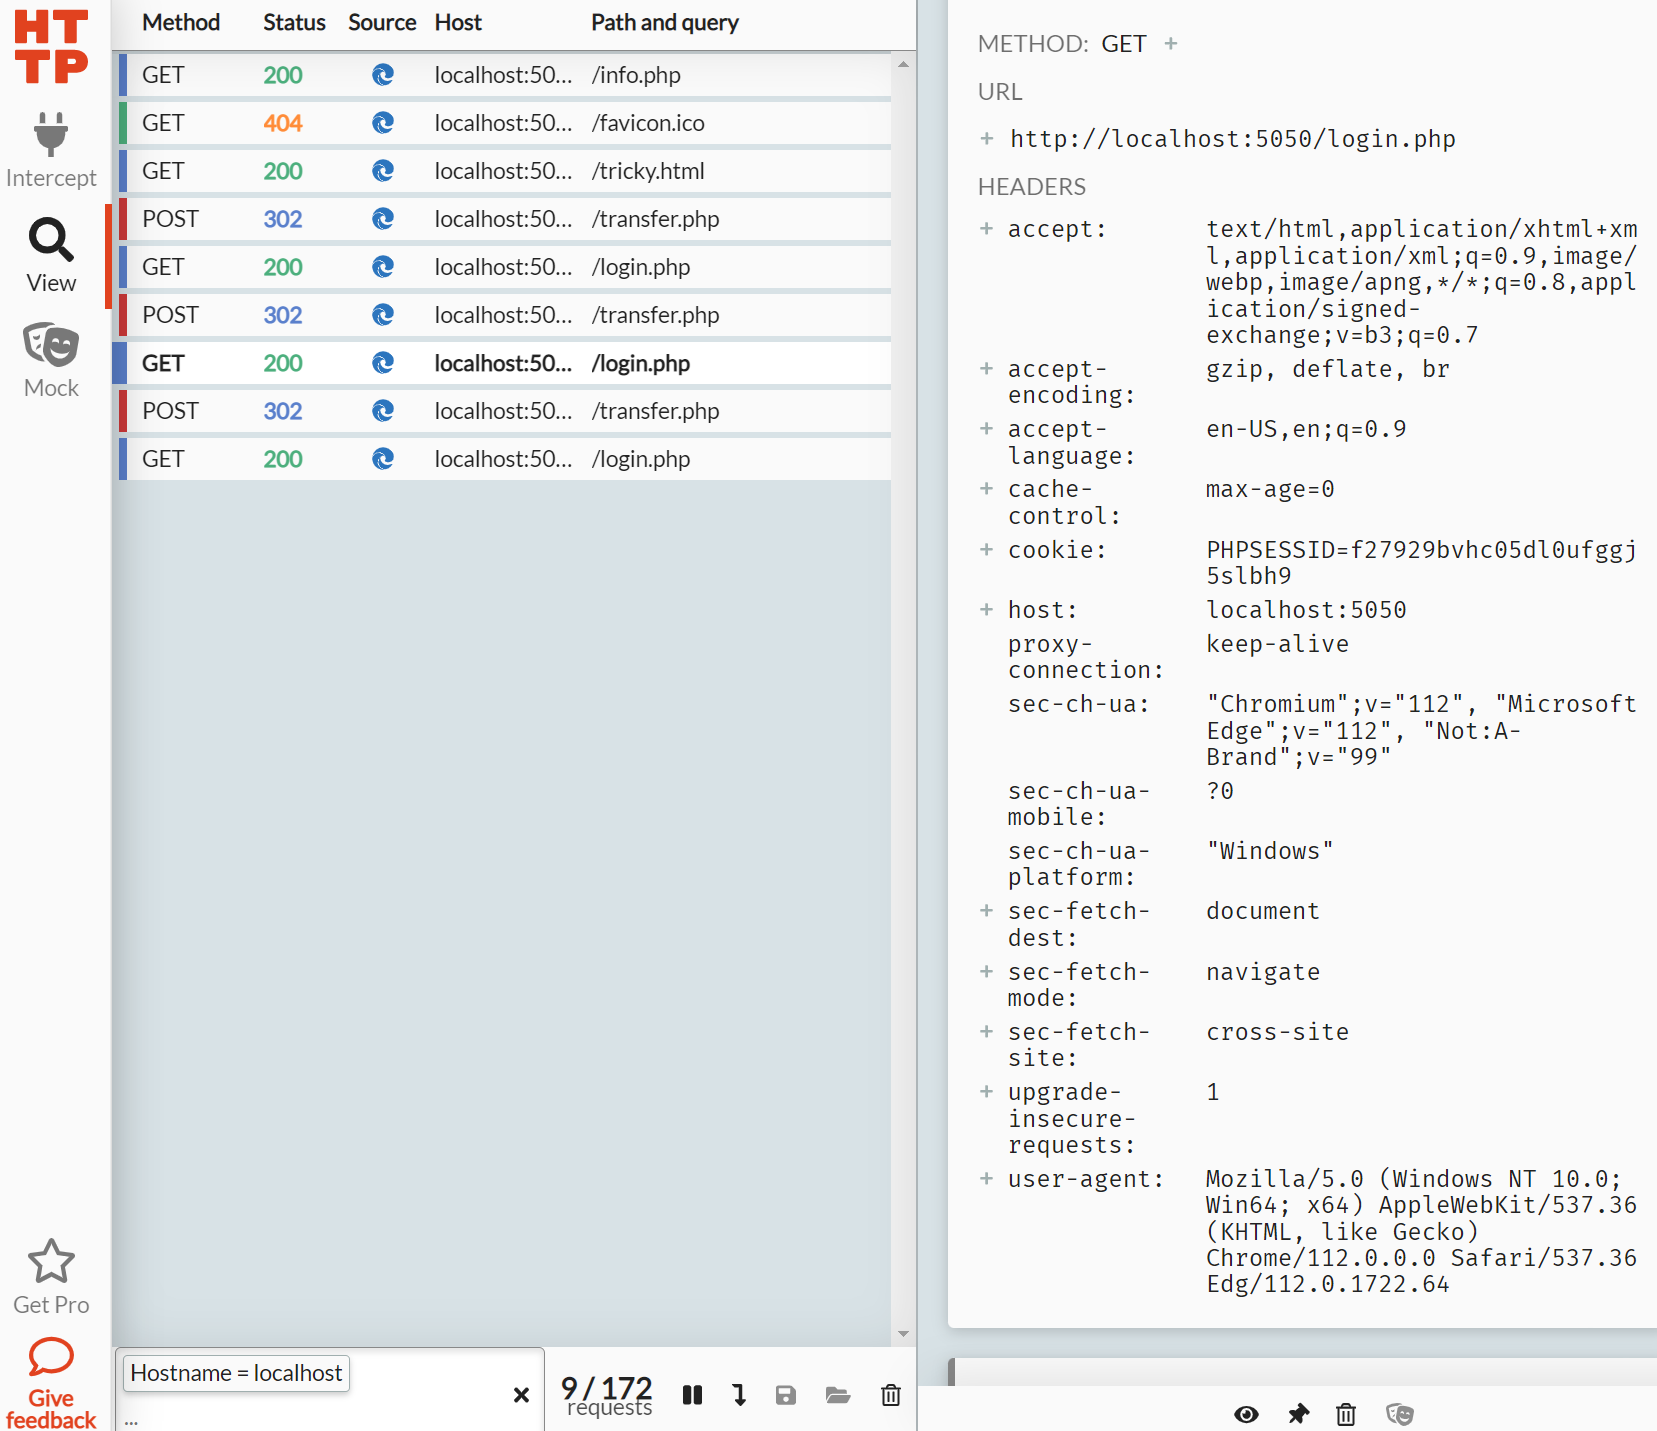 HT
TP
Intercept
View
Mock
Get Pro
Give
feedback
Method Status Source Host Path and query
GET 200 localhost:50... /info.php
GET 404 localhost:50... /favicon.ico
GET 200 localhost:50... /tricky.html
POST 302 localhost:50... /transfer.php
GET 200 localhost:50... /login.php
POST 302 localhost:50... /transfer.php
GET 200 localhost:50... /login.php
POST 302 localhost:50... /transfer.php
GET 200 localhost:50... /login.php
Hostname = localhost
...
9 / 172
requests
METHOD: GET +
URL
+ http://localhost:5050/login.php
HEADERS
+ accept: text/html,application/xhtml+xm
l,application/xml;q=0.9,image/
webp,image/apng,*/*;q=0.8,appl
ication/signed-
exchange;v=b3;q=0.7
+ accept- gzip, deflate, br
encoding:
+ accept- en-US,en;q=0.9
language:
+ cache- max-age=0
control:
+ cookie: PHPSESSID=f27929bvhc05dl0ufggj
5slbh9
+ host: localhost:5050
proxy- keep-alive
connection:
sec-ch-ua: "Chromium";v="112", "Microsoft
Edge";v="112", "Not:A-
Brand";v="99"
sec-ch-ua- ?0
mobile:
sec-ch-ua- "Windows"
platform:
+ sec-fetch- document
dest:
+ sec-fetch- navigate
mode:
+ sec-fetch- cross-site
site:
+ upgrade- 1
insecure-
requests:
+ user-agent: Mozilla/5.0 (Windows NT 10.0;
Win64; x64) AppleWebKit/537.36
(KHTML, like Gecko)
Chrome/112.0.0.0 Safari/537.36
Edg/112.0.1722.64